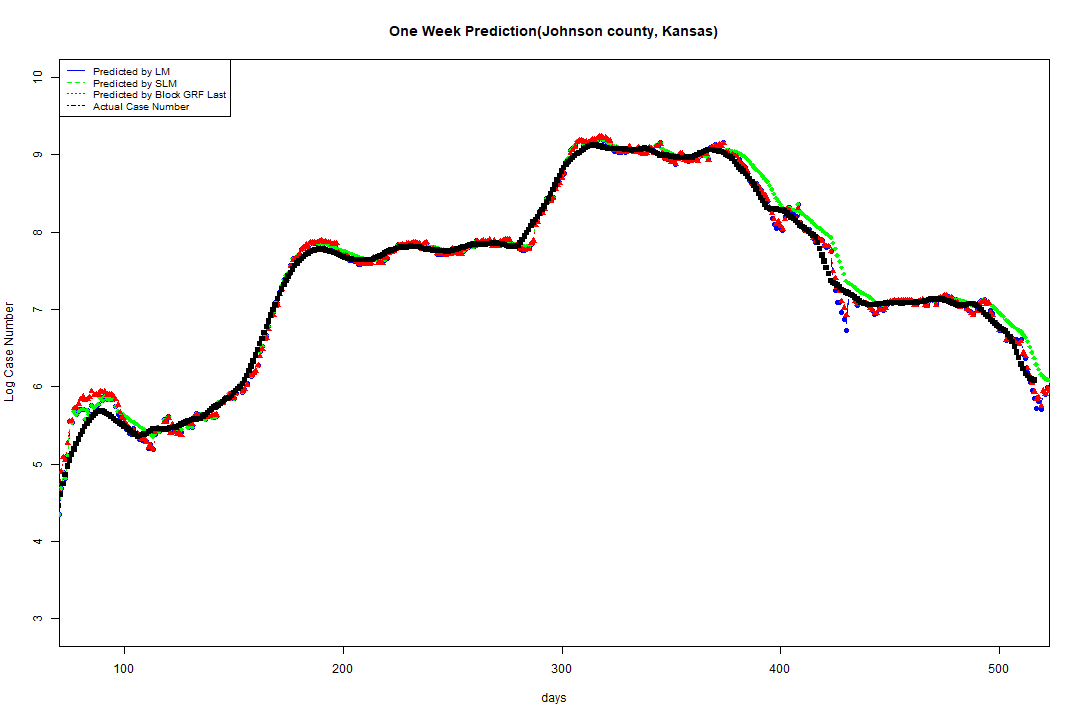 One Week Prediction(Johnson county, Kansas)
Predicted by LM
Predicted by SLM
Predicted by Block GRF Last
Actual Case Number
10
9
8
7
6
5
4
3
Log Case Number
100 200 300 400 500
days